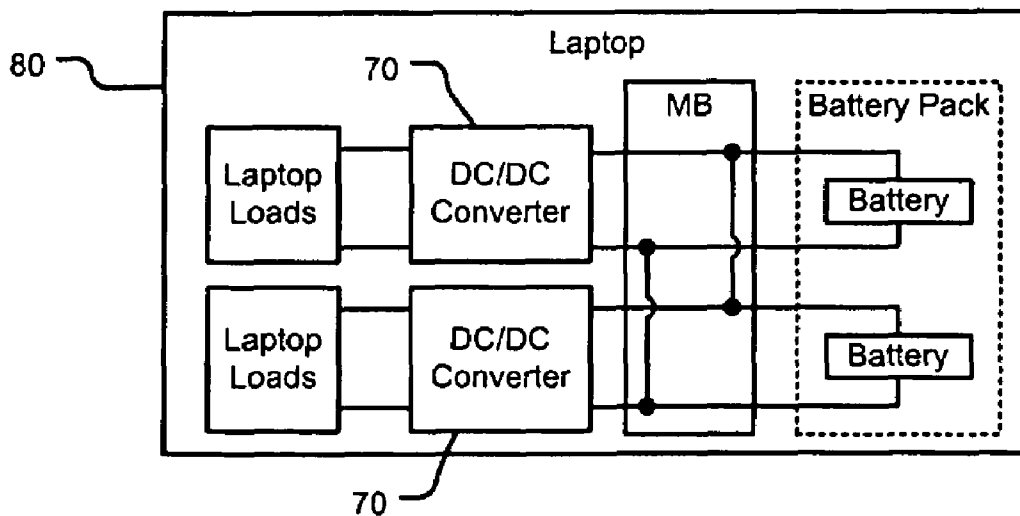 Laptop
80
70
MB
Battery Pack
Laptop
Loads
DC/DC
Converter
Battery
Laptop
Loads
DC/DC
Converter
Battery
70